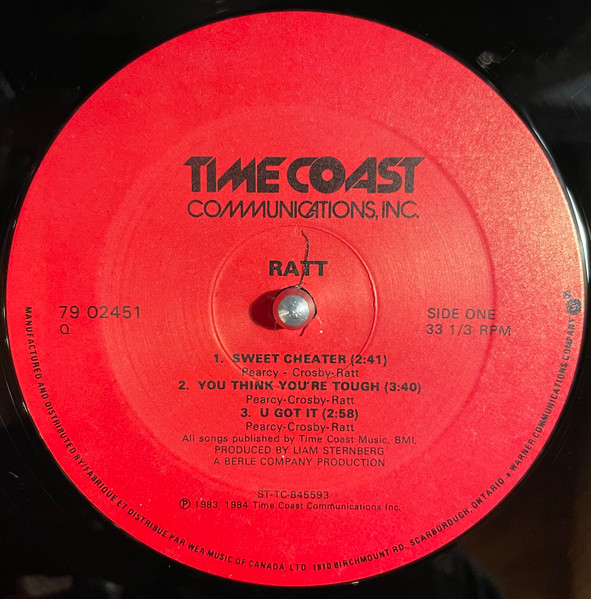 TIME COAST
COMMUNICATIONS, INC.
RATT
79 02451
Q
SIDE ONE
33 1/3 RPM
1. SWEET CHEATER (2:41)
Pearcy - Crosby-Ratt
2. YOU THINK YOU'RE TOUGH (3:40)
Pearcy-Crosby-Ratt
3. U GOT IT (2:58)
Pearcy-Crosby-Ratt
All songs published by Time Coast Music, BMI.
PRODUCED BY LIAM STERNBERG
A BERLE COMPANY PRODUCTION
ST-TC-845593
℗ 1983, 1984 Time Coast Communications Inc.
MANUFACTURED AND DISTRIBUTED BY/FABRIQUE ET DISTRIBUE PAR WEA MUSIC OF CANADA, LTD. 1810 BIRCHMOUNT RD., SCARBOROUGH, ONTARIO • WARNER COMMUNICATIONS COMPANY